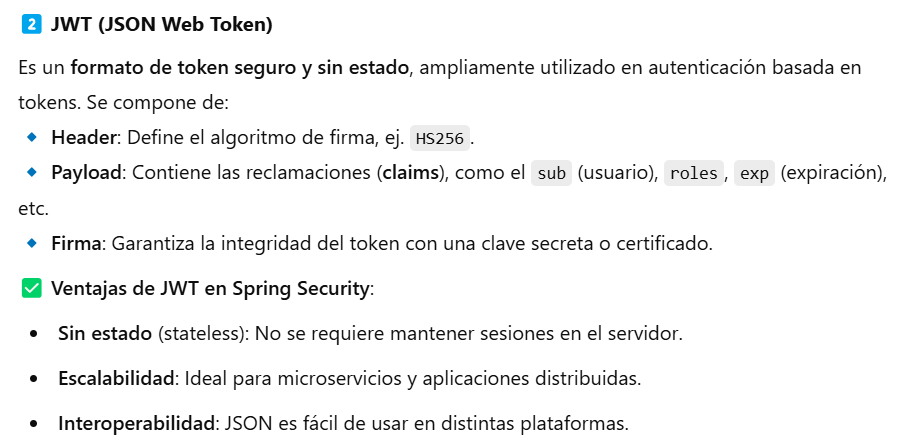 2️⃣ JWT (JSON Web Token)
Es un formato de token seguro y sin estado, ampliamente utilizado en autenticación basada en
tokens. Se compone de:
🔹 Header: Define el algoritmo de firma, ej. HS256.
🔹 Payload: Contiene las reclamaciones (claims), como el sub (usuario), roles, exp (expiración),
etc.
🔹 Firma: Garantiza la integridad del token con una clave secreta o certificado.
✅ Ventajas de JWT en Spring Security:
• Sin estado (stateless): No se requiere mantener sesiones en el servidor.
• Escalabilidad: Ideal para microservicios y aplicaciones distribuidas.
• Interoperabilidad: JSON es fácil de usar en distintas plataformas.